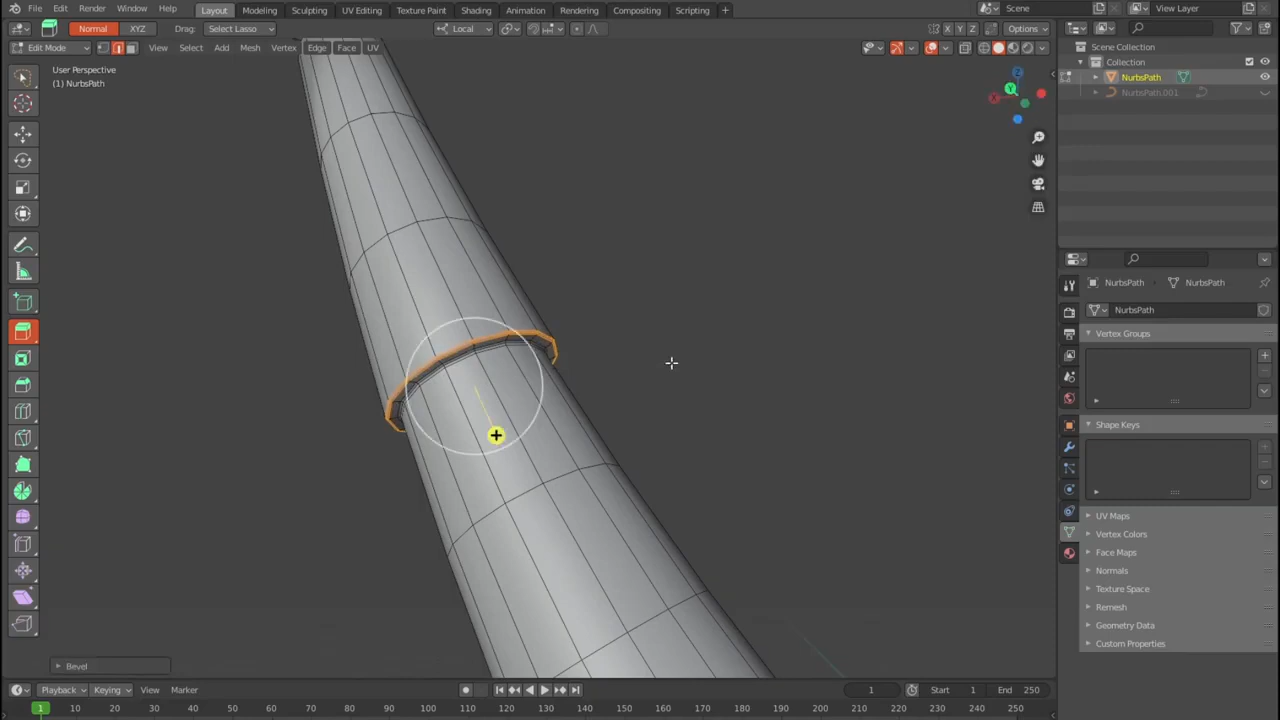 File Edit Render Window Help Layout Modeling Sculpting UV Editing Texture Paint Shading Animation Rendering Compositing Scripting + Scene View Layer
Normal XYZ Drag: Select Lasso Local X Y Z Options
Edit Mode View Select Add Mesh Vertex Edge Face UV
Scene Collection
Collection
NurbsPath
NurbsPath.001
User Perspective
(1) NurbsPath
Z
Y
X
NurbsPath NurbsPath
NurbsPath
Vertex Groups
Shape Keys
UV Maps
Vertex Colors
Face Maps
Normals
Texture Space
Remesh
Geometry Data
Custom Properties
Bevel
Playback Keying View Marker 1 Start 1 End 250
1 10 20 30 40 50 60 70 80 90 100 110 120 130 140 150 160 170 180 190 200 210 220 230 240 250